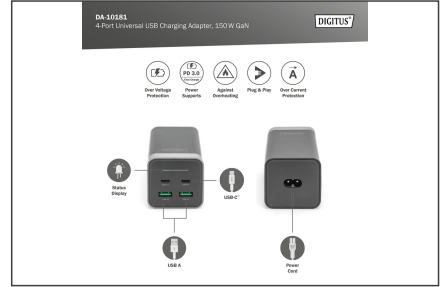 DA-10181
4-Port Universal USB Charging Adapter, 150 W GaN
DIGITUS®
PD 3.0
Over Voltage
Protection
Power
Supports
Against
Overheating
Plug & Play
Over Current
Protection
A
Status
Display
USB-C™
USB A
Power
Cord